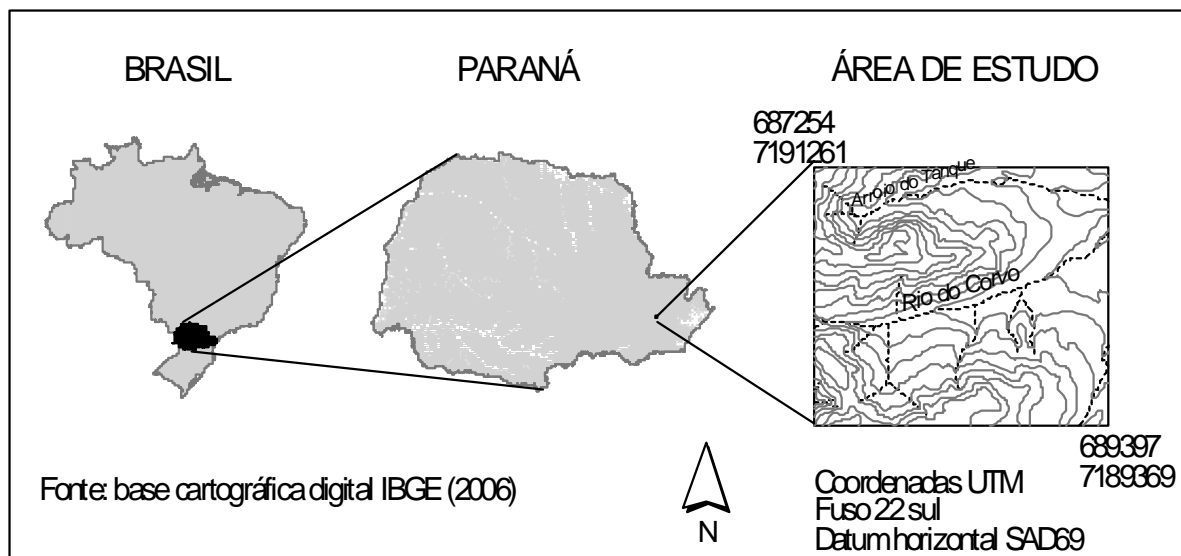 BRASIL
PARANÁ
ÁREA DE ESTUDO
687254
7191261
Arroio do Tanque
Rio do Corvo
689397
7189369
Fonte: base cartográfica digital IBGE (2006)
N
Coordenadas UTM
Fuso 22 sul
Datum horizontal SAD69